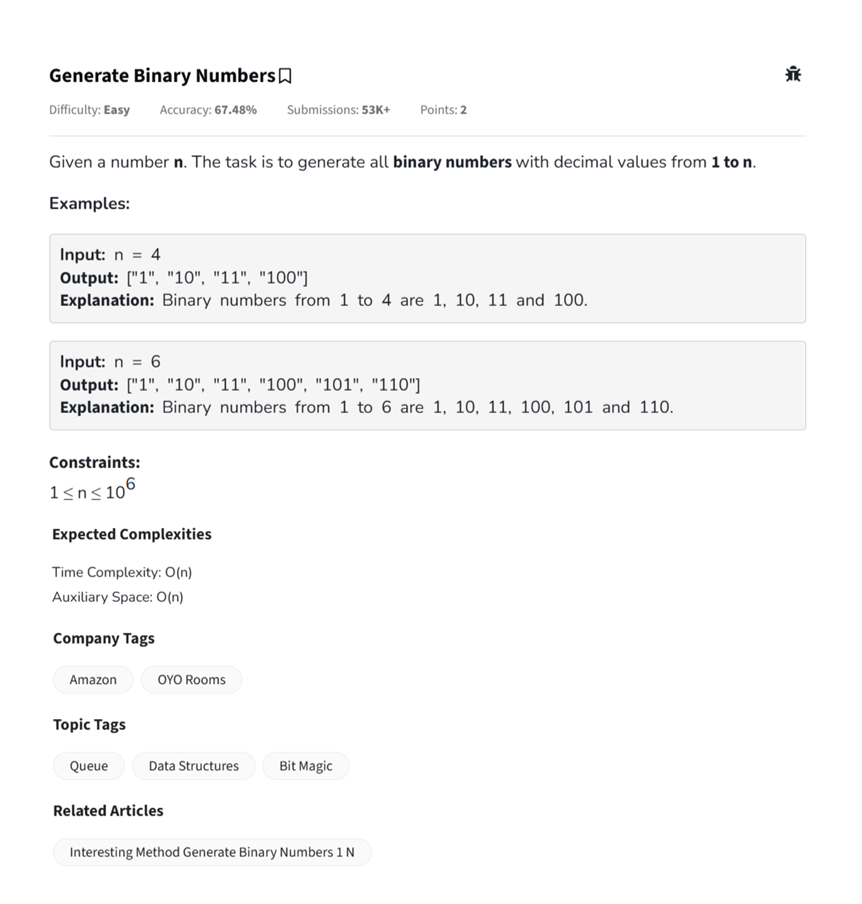 Generate Binary Numbers
Difficulty: Easy Accuracy: 67.48% Submissions: 53K+ Points: 2
Given a number n. The task is to generate all binary numbers with decimal values from 1 to n.
Examples:
Input: n = 4
Output: ["1", "10", "11", "100"]
Explanation: Binary numbers from 1 to 4 are 1, 10, 11 and 100.
Input: n = 6
Output: ["1", "10", "11", "100", "101", "110"]
Explanation: Binary numbers from 1 to 6 are 1, 10, 11, 100, 101 and 110.
Constraints:
1 ≤ n ≤ 10⁶
Expected Complexities
Time Complexity: O(n)
Auxiliary Space: O(n)
Company Tags
Amazon OYO Rooms
Topic Tags
Queue Data Structures Bit Magic
Related Articles
Interesting Method Generate Binary Numbers 1 N